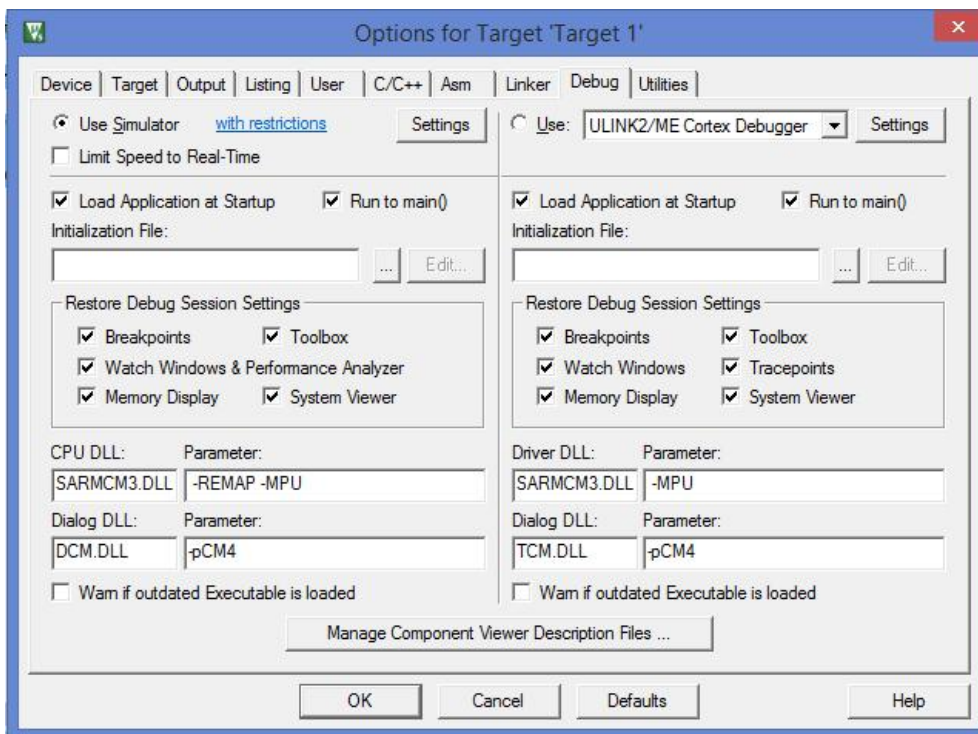 Options for Target 'Target 1'
Device Target Output Listing User C/C++ Asm Linker Debug Utilities
Use Simulator with restrictions Settings
Limit Speed to Real-Time
Load Application at Startup Run to main()
Initialization File:
... Edit...
Restore Debug Session Settings
Breakpoints Toolbox
Watch Windows & Performance Analyzer
Memory Display System Viewer
CPU DLL: Parameter:
SARMCM3.DLL -REMAP -MPU
Dialog DLL: Parameter:
DCM.DLL -pCM4
Warn if outdated Executable is loaded
Use: ULINK2/ME Cortex Debugger Settings
Load Application at Startup Run to main()
Initialization File:
... Edit...
Restore Debug Session Settings
Breakpoints Toolbox
Watch Windows Tracepoints
Memory Display System Viewer
Driver DLL: Parameter:
SARMCM3.DLL -MPU
Dialog DLL: Parameter:
TCM.DLL -pCM4
Warn if outdated Executable is loaded
Manage Component Viewer Description Files ...
OK Cancel Defaults Help